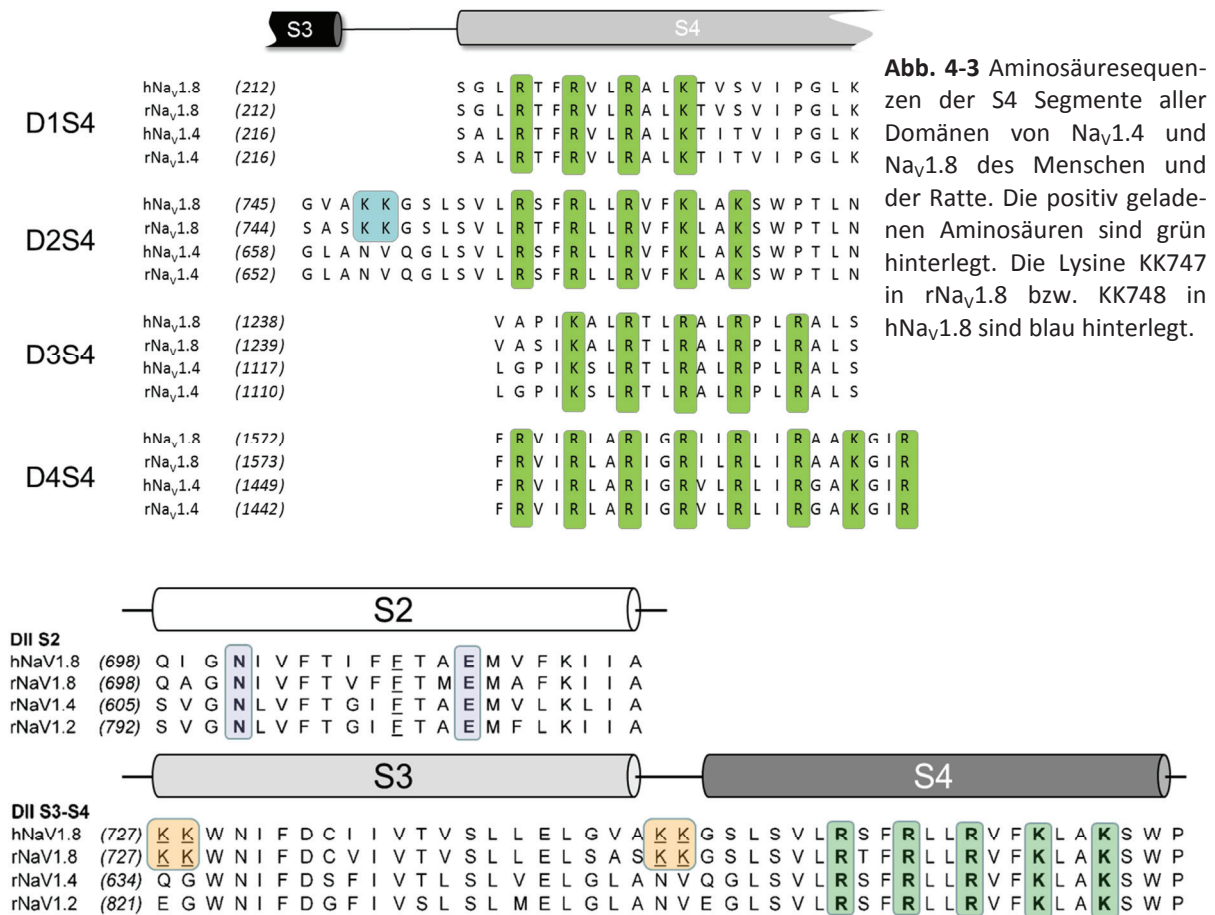 S3 S4
Abb. 4-3 Aminosäuresequen-
zen der S4 Segmente aller
Domänen von NaV1.4 und
NaV1.8 des Menschen und
der Ratte. Die positiv gelade-
nen Aminosäuren sind grün
hinterlegt. Die Lysine KK747
in rNaV1.8 bzw. KK748 in
hNaV1.8 sind blau hinterlegt.
D1S4
hNaV1.8 (212) S G L R T F R V L R A L K T V S V I P G L K
rNaV1.8 (212) S G L R T F R V L R A L K T V S V I P G L K
hNaV1.4 (216) S A L R T F R V L R A L K T I T V I P G L K
rNaV1.4 (216) S A L R T F R V L R A L K T I T V I P G L K
D2S4
hNaV1.8 (745) G V A K K G S L S V L R S F R L L R V F K L A K S W P T L N
rNaV1.8 (744) S A S K K G S L S V L R T F R L L R V F K L A K S W P T L N
hNaV1.4 (658) G L A N V Q G L S V L R S F R L L R V F K L A K S W P T L N
rNaV1.4 (652) G L A N V Q G L S V L R S F R L L R V F K L A K S W P T L N
D3S4
hNaV1.8 (1238) V A P I K A L R T L R A L R P L R A L S
rNaV1.8 (1239) V A S I K A L R T L R A L R P L R A L S
hNaV1.4 (1117) L G P I K S L R T L R A L R P L R A L S
rNaV1.4 (1110) L G P I K S L R T L R A L R P L R A L S
D4S4
hNaV1.8 (1572) F R V I R L A R I G R I L R L I R A A K G I R
rNaV1.8 (1573) F R V I R L A R I G R I L R L I R A A K G I R
hNaV1.4 (1449) F R V I R L A R I G R V L R L I R G A K G I R
rNaV1.4 (1442) F R V I R L A R I G R V L R L I R G A K G I R
S2
DII S2
hNaV1.8 (698) Q I G N I V F T I F F T A E M V F K I I A
rNaV1.8 (698) Q A G N I V F T V F F T M E M A F K I I A
rNaV1.4 (605) S V G N L V F T G I F T A E M V L K L I A
rNaV1.2 (792) S V G N L V F T G I F T A E M F L K I I A
S3 S4
DII S3-S4
hNaV1.8 (727) K K W N I F D C I I V T V S L L E L G V A K K G S L S V L R S F R L L R V F K L A K S W P
rNaV1.8 (727) K K W N I F D C V I V T V S L L E L S A S K K G S L S V L R T F R L L R V F K L A K S W P
rNaV1.4 (634) Q G W N I F D S F I V T L S L V E L G L A N V Q G L S V L R S F R L L R V F K L A K S W P
rNaV1.2 (821) E G W N I F D G F I V S L S L M E L G L A N V E G L S V L R S F R L L R V F K L A K S W P